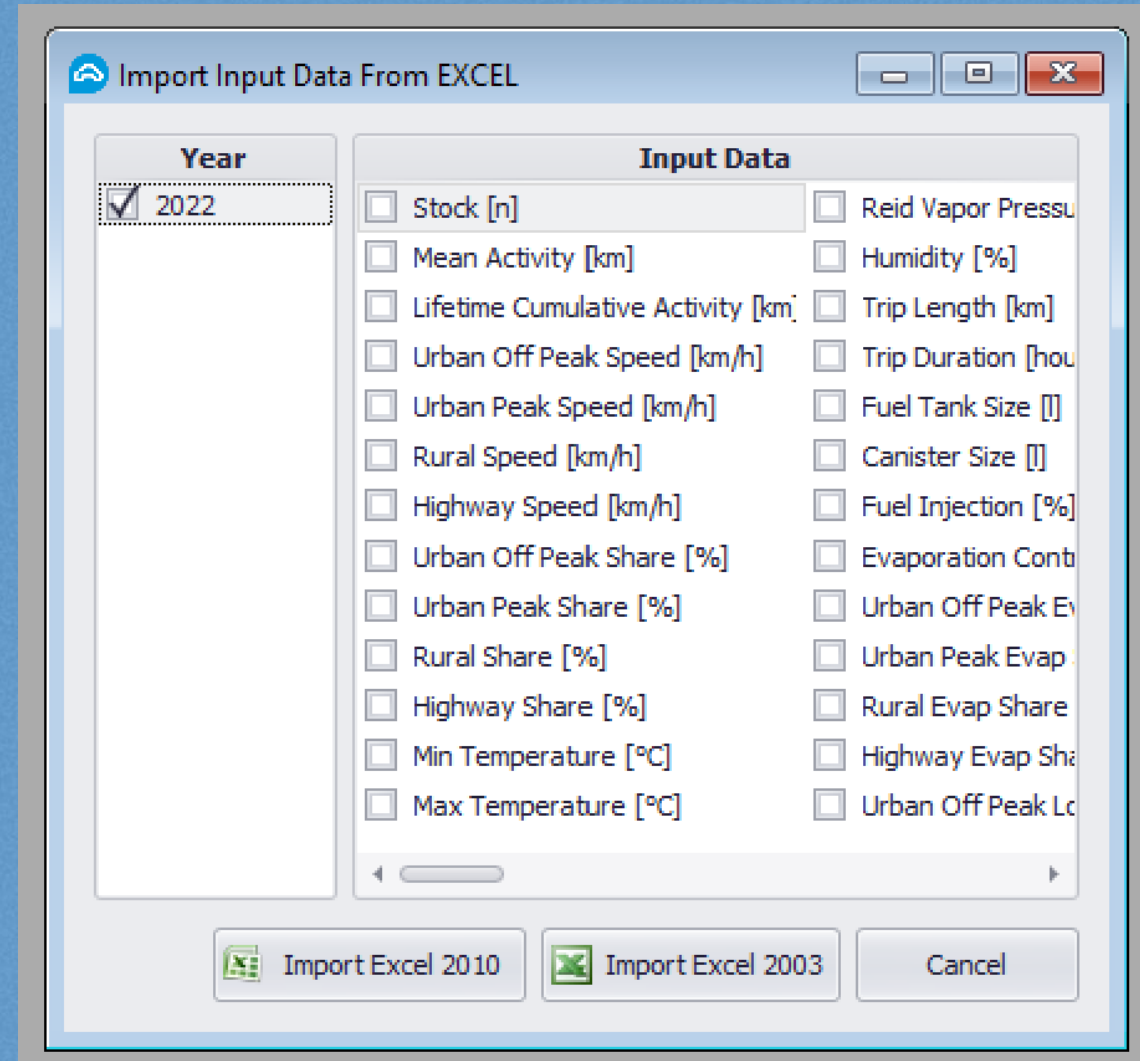 Import Input Data From EXCEL
Year
2022
Input Data
Stock [n]
Mean Activity [km]
Lifetime Cumulative Activity [km]
Urban Off Peak Speed [km/h]
Urban Peak Speed [km/h]
Rural Speed [km/h]
Highway Speed [km/h]
Urban Off Peak Share [%]
Urban Peak Share [%]
Rural Share [%]
Highway Share [%]
Min Temperature [°C]
Max Temperature [°C]
Reid Vapor Pressu
Humidity [%]
Trip Length [km]
Trip Duration [hou
Fuel Tank Size [l]
Canister Size [l]
Fuel Injection [%]
Evaporation Contr
Urban Off Peak Ev
Urban Peak Evap
Rural Evap Share
Highway Evap Sha
Urban Off Peak Lo
Import Excel 2010
Import Excel 2003
Cancel